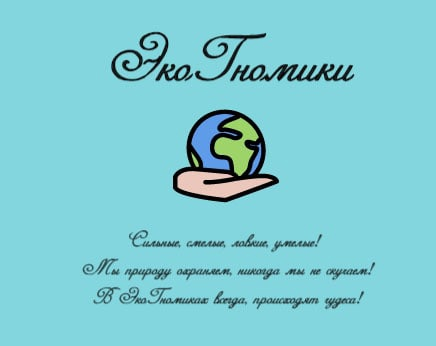 ЭкоГномики
Сильные, смелые, ловкие, умелые!
Мы природу охраняем, никогда мы не скучаем!
В ЭкоГномиках всегда, происходят чудеса!